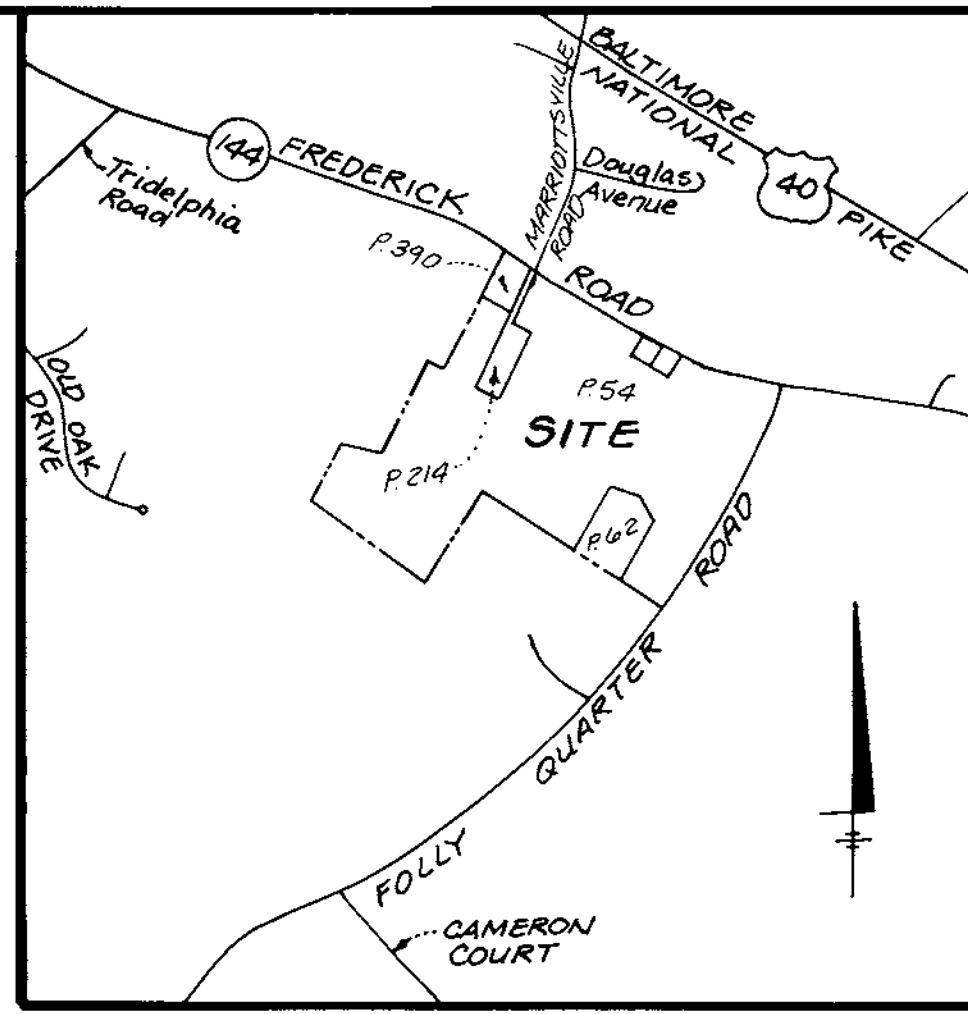 BALTIMORE
NATIONAL
PIKE
40
MARRIOTTSVILLE
ROAD
144
FREDERICK
ROAD
Douglas
Avenue
Tridelphia
Road
P.390
P.54
SITE
OLD OAK
DRIVE
P.214
P.62
FOLLY
QUARTER
ROAD
CAMERON
COURT